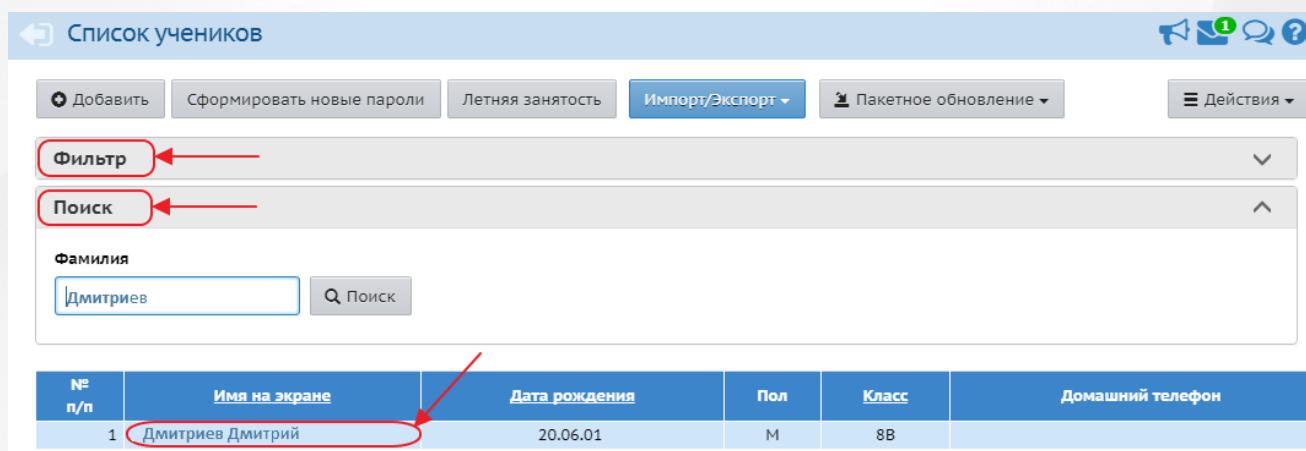 Список учеников
1
?
Добавить Сформировать новые пароли Летняя занятость Импорт/Экспорт Пакетное обновление Действия
Фильтр
Поиск
Фамилия
Дмитриев Поиск
№ п/п Имя на экране Дата рождения Пол Класс Домашний телефон
1 Дмитриев Дмитрий 20.06.01 М 8В